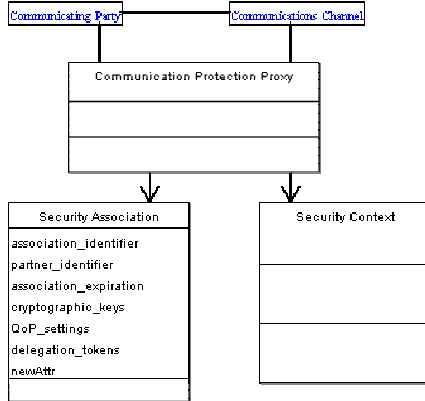 Communicating Party
Communications Channel
Communication Protection Proxy
Security Association
association_identifier
partner_identifier
association_expiration
cryptographic_keys
QoP_settings
delegation_tokens
newAttr
Security Context